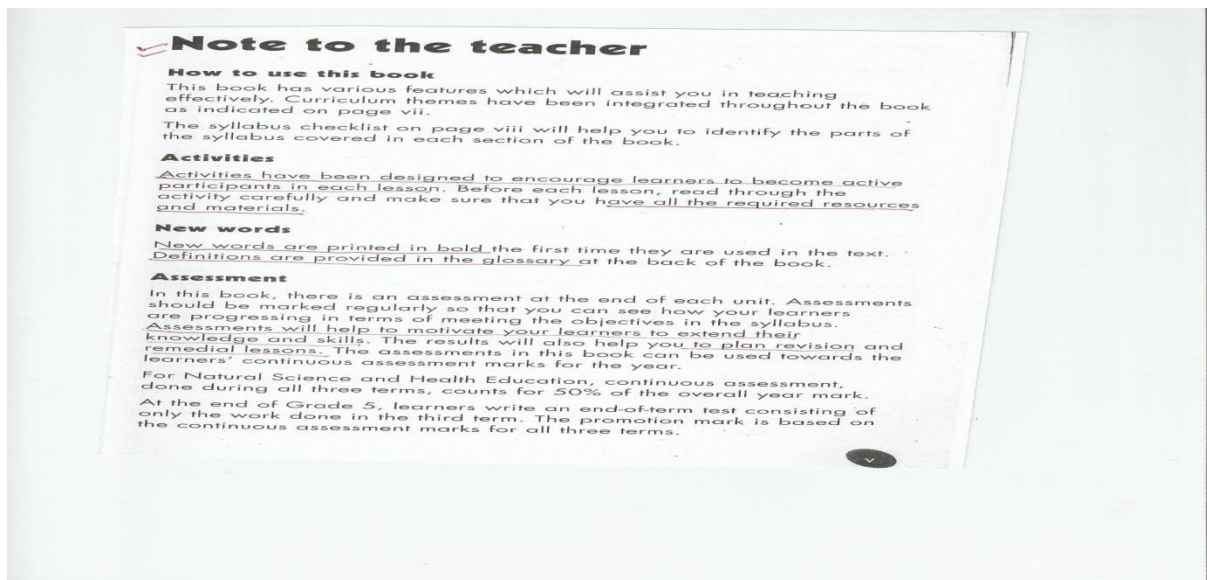 Note to the teacher
How to use this book
This book has various features which will assist you in teaching
effectively. Curriculum themes have been integrated throughout the book
as indicated on page vii.
The syllabus checklist on page viii will help you to identify the parts of
the syllabus covered in each section of the book.
Activities
Activities have been designed to encourage learners to become active
participants in each lesson. Before each lesson, read through the
activity carefully and make sure that you have all the required resources
and materials.
New words
New words are printed in bold the first time they are used in the text.
Definitions are provided in the glossary at the back of the book.
Assessment
In this book, there is an assessment at the end of each unit. Assessments
should be marked regularly so that you can see how your learners
are progressing in terms of meeting the objectives in the syllabus.
Assessments will help to motivate your learners to extend their
knowledge and skills. The results will also help you to plan revision and
remedial lessons. The assessments in this book can be used towards the
learners' continuous assessment marks for the year.
For Natural Science and Health Education, continuous assessment,
done during all three terms, counts for 50% of the overall year mark.
At the end of Grade 5, learners write an end-of-term test consisting of
only the work done in the third term. The promotion mark is based on
the continuous assessment marks for all three terms.
v